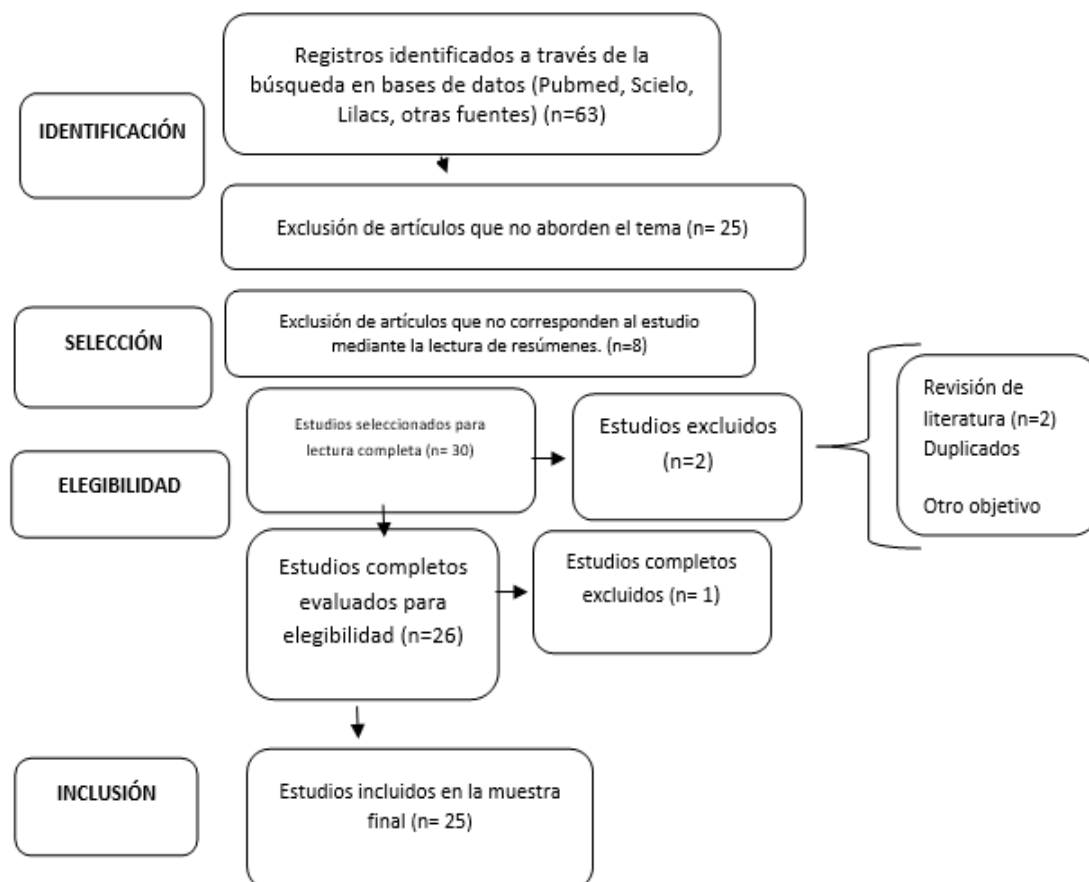 IDENTIFICACIÓN
Registros identificados a través de la
búsqueda en bases de datos (Pubmed, Scielo,
Lilacs, otras fuentes) (n=63)
Exclusión de artículos que no aborden el tema (n= 25)
SELECCIÓN
Exclusión de artículos que no corresponden al estudio
mediante la lectura de resúmenes. (n=8)
ELEGIBILIDAD
Estudios seleccionados para
lectura completa (n= 30)
Estudios excluidos
(n=2)
Revisión de
literatura (n=2)
Duplicados
Otro objetivo
Estudios completos
evaluados para
elegibilidad (n=26)
Estudios completos
excluidos (n= 1)
INCLUSIÓN
Estudios incluidos en la muestra
final (n= 25)